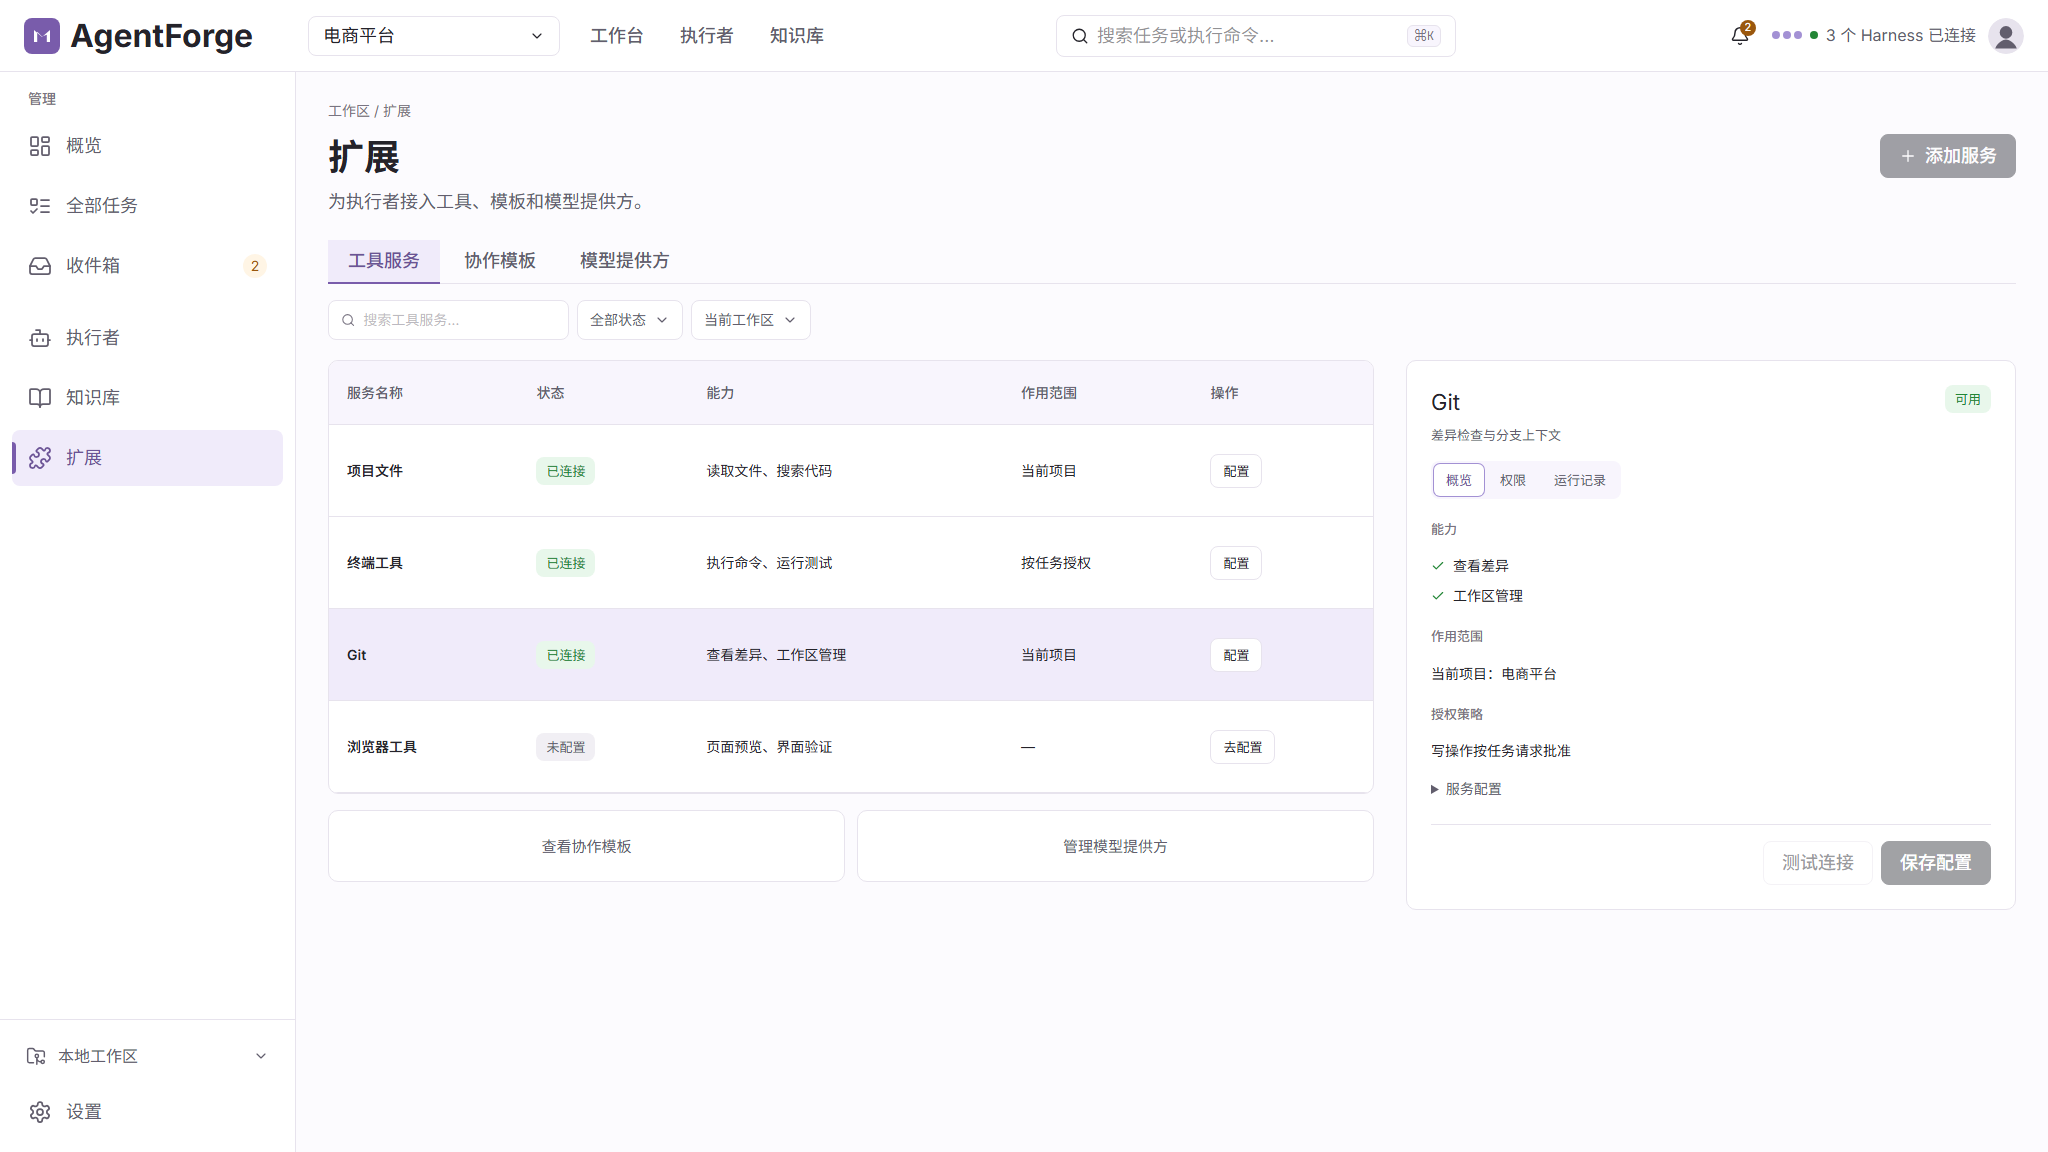 AgentForge
电商平台
工作台 执行者 知识库
搜索任务或执行命令... ⌘K
2
3 个 Harness 已连接
管理
概览
全部任务
收件箱 2
执行者
知识库
扩展
本地工作区
设置
工作区 / 扩展
扩展
添加服务
为执行者接入工具、模板和模型提供方。
工具服务 协作模板 模型提供方
搜索工具服务... 全部状态 当前工作区
服务名称 状态 能力 作用范围 操作
项目文件 已连接 读取文件、搜索代码 当前项目 配置
终端工具 已连接 执行命令、运行测试 按任务授权 配置
Git 已连接 查看差异、工作区管理 当前项目 配置
浏览器工具 未配置 页面预览、界面验证 — 去配置
查看协作模板 管理模型提供方
Git 可用
差异检查与分支上下文
概览 权限 运行记录
能力
查看差异
工作区管理
作用范围
当前项目：电商平台
授权策略
写操作按任务请求批准
服务配置
测试连接 保存配置